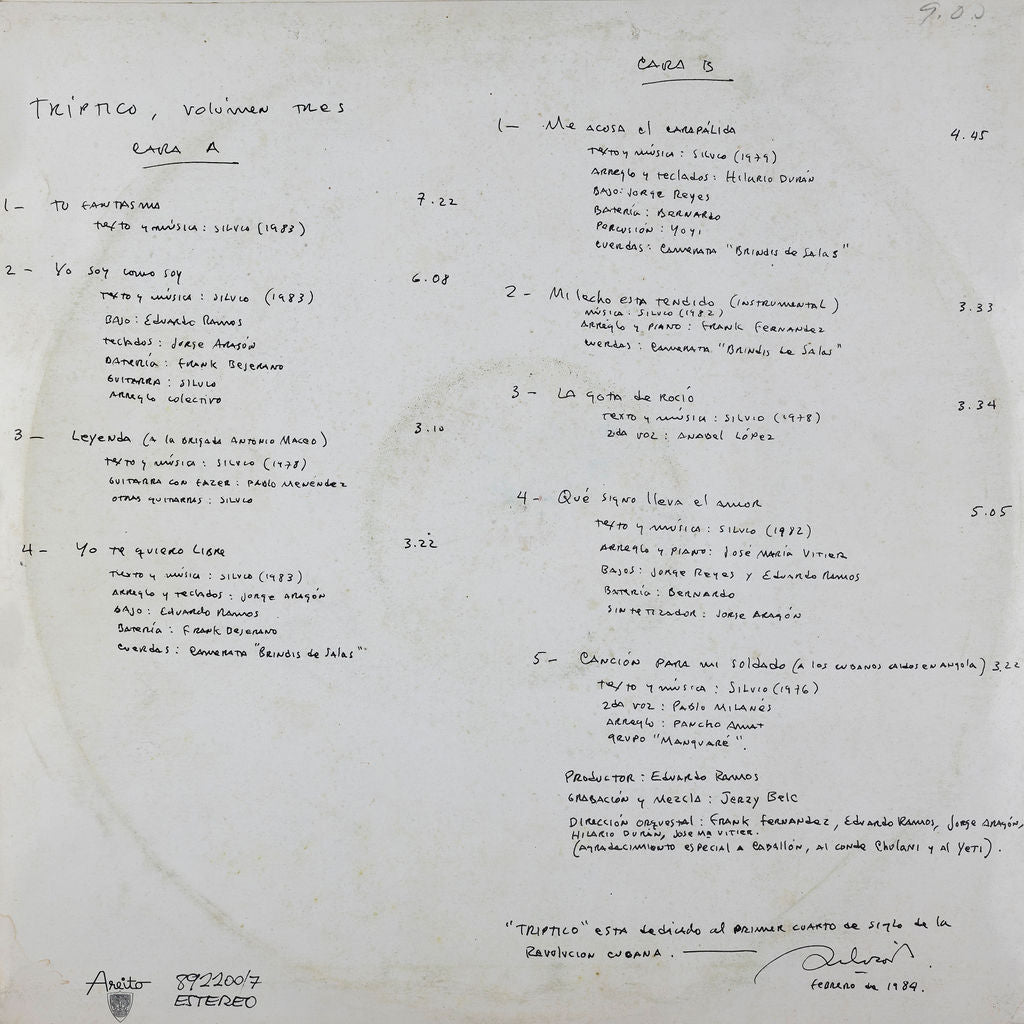 9.00
TRÍPTICO, volúmen tres
CARA A
1- TU FANTASMA 7.22
texto y música: SILVIO (1983)
2- Yo soy como soy 6.08
texto y música: SILVIO (1983)
BAJO: Eduardo Ramos
teclados: Jorge Aragón
BATERÍA: FRANK Bejerano
GUITARRA: SILVIO
ARREGLO colectivo
3- Leyenda (A la Brigada Antonio Maceo) 3.10
texto y música: SILVIO (1978)
GUITARRA con fazer: PABLO Menendez
OTRAS GUITARRAS: SILVIO
4- Yo te quiero LIBRE 3.22
texto y música: SILVIO (1983)
ARREGLO y teclados: Jorge ARAGÓN
BAJO: Eduardo Ramos
BATERÍA: FRANK Bejerano
cuerdas: CAMERATA "BRINDIS de SALAS"
CARA B
1- Me ACOSA el CARAPÁLIDA 4.45
texto y música: SILVIO (1979)
ARREGLO y teclados: HILARIO DURÁN
BAJO: Jorge Reyes
BATERÍA: BERNARDO
PERCUSIÓN: YOYI
CUERDAS: CAMERATA "BRINDIS de SALAS"
2- Mi lecho está tendido (INSTRUMENTAL) 3.33
MÚSICA: SILVIO (1982)
ARREGLO y PIANO: FRANK FERNANDEZ
CUERDAS: CAMERATA "BRINDIS de SALAS"
3- LA GOTA de ROCÍO 3.34
texto y música: SILVIO (1978)
2da voz: ANABEL LÓPEZ
4- Qué signo lleva el amor 5.05
texto y música: SILVIO (1982)
ARREGLO y PIANO: JOSÉ MARÍA VITIER
BAJOS: Jorge Reyes y Eduardo Ramos
BATERÍA: BERNARDO
SINTETIZADOR: Jorge ARAGÓN
5- CANCIÓN PARA mi soldado (A los cubanos caídos en Angola) 3.22
texto y música: SILVIO (1976)
2da voz: PABLO MILANÉS
ARREGLO: PANCHO AMAT
GRUPO "MANGUARÉ".
PRODUCTOR: Eduardo RAMOS
GRABACIÓN y MEZCLA: Jerzy Belc
DIRECCIÓN ORQUESTAL: FRANK FERNANDEZ, EDUARDO RAMOS, Jorge ARAGÓN,
HILARIO DURÁN, JOSE Ma VITIER.
(AGRADECIMIENTO ESPECIAL A CABALLÓN, AL CONDE Chulani y al Yeti).
"TRIPTICO" esta dedicado al primer cuarto de siglo de la
REVOLUCION CUBANA.
Silvio R.
febrero de 1984.
Areito 892200/7
ESTEREO